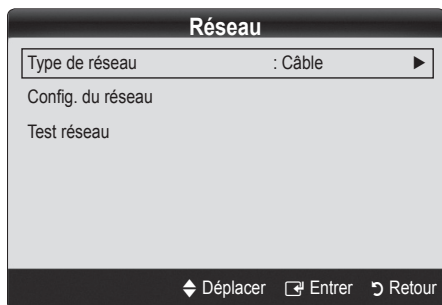 Réseau
Type de réseau : Câble ►
Config. du réseau
Test réseau
Déplacer Entrer Retour